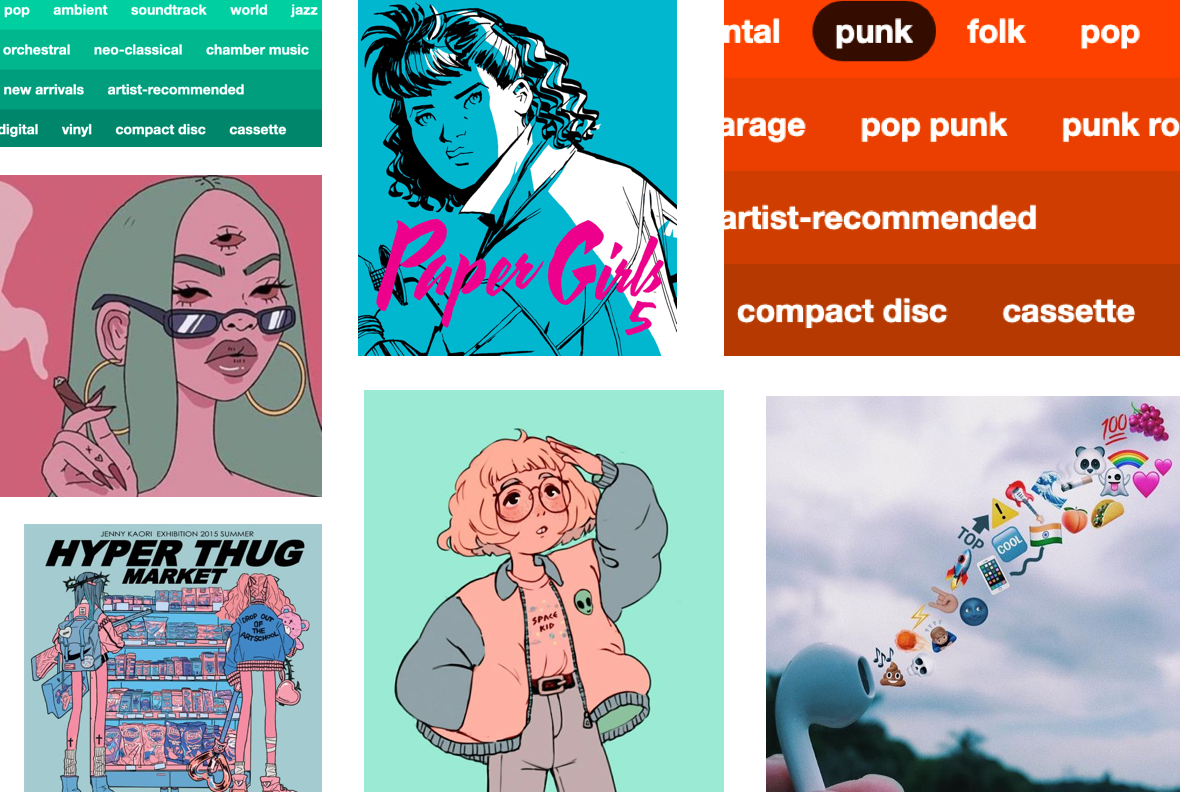 pop ambient soundtrack world jazz
orchestral neo-classical chamber music
new arrivals artist-recommended
digital vinyl compact disc cassette
Paper Girls
5
ntal punk folk pop
arage pop punk punk ro
artist-recommended
compact disc cassette
JENNY KAORI EXHIBITION 2015 SUMMER
HYPER THUG
MARKET
DROP OUT
OF
THE
ARTSCHOOL
SPACE
KID
100
TOP
COOL